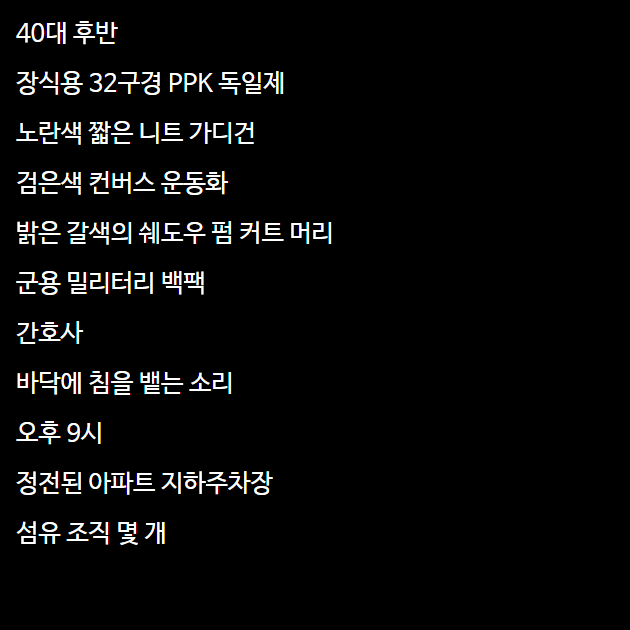 40대 후반
장식용 32구경 PPK 독일제
노란색 짧은 니트 가디건
검은색 컨버스 운동화
밝은 갈색의 쉐도우 펌 커트 머리
군용 밀리터리 백팩
간호사
바닥에 침을 뱉는 소리
오후 9시
정전된 아파트 지하주차장
섬유 조직 몇 개